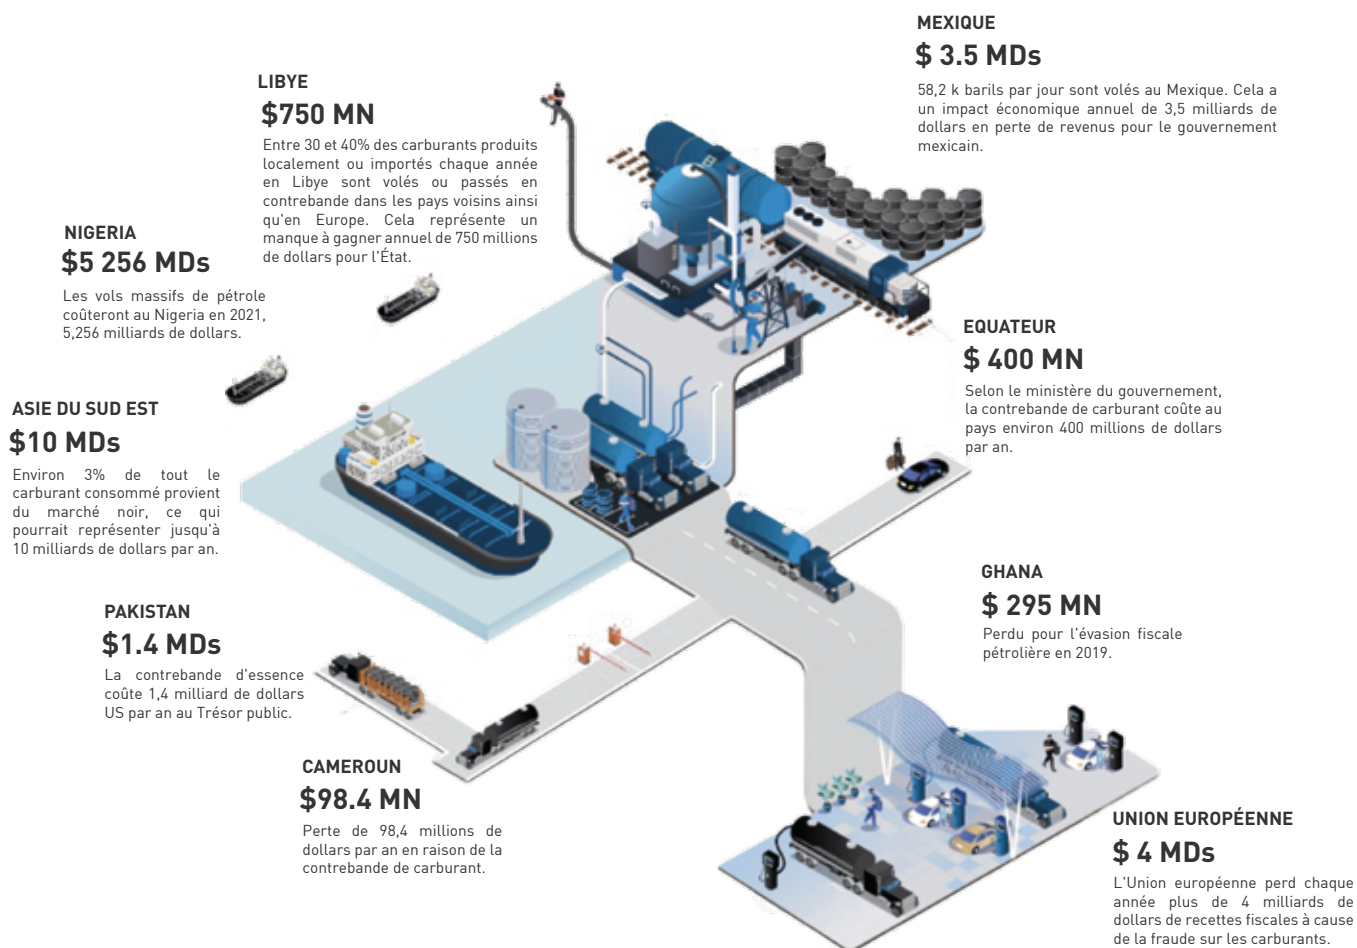 MEXIQUE
$ 3.5 MDs
58,2 k barils par jour sont volés au Mexique. Cela a
un impact économique annuel de 3,5 milliards de
dollars en perte de revenus pour le gouvernement
mexicain.
LIBYE
$750 MN
Entre 30 et 40% des carburants produits
localement ou importés chaque année
en Libye sont volés ou passés en
contrebande dans les pays voisins ainsi
qu'en Europe. Cela représente un
manque à gagner annuel de 750 millions
de dollars pour l'État.
NIGERIA
$5 256 MDs
Les vols massifs de pétrole
coûteront au Nigeria en 2021,
5,256 milliards de dollars.
EQUATEUR
$ 400 MN
Selon le ministère du gouvernement,
la contrebande de carburant coûte au
pays environ 400 millions de dollars
par an.
ASIE DU SUD EST
$10 MDs
Environ 3% de tout le
carburant consommé provient
du marché noir, ce qui
pourrait représenter jusqu'à
10 milliards de dollars par an.
GHANA
$ 295 MN
Perdu pour l'évasion fiscale
pétrolière en 2019.
PAKISTAN
$1.4 MDs
La contrebande d'essence
coûte 1,4 milliard de dollars
US par an au Trésor public.
CAMEROUN
$98.4 MN
Perte de 98,4 millions de
dollars par an en raison de la
contrebande de carburant.
UNION EUROPÉENNE
$ 4 MDs
L'Union européenne perd chaque
année plus de 4 milliards de
dollars de recettes fiscales à cause
de la fraude sur les carburants.